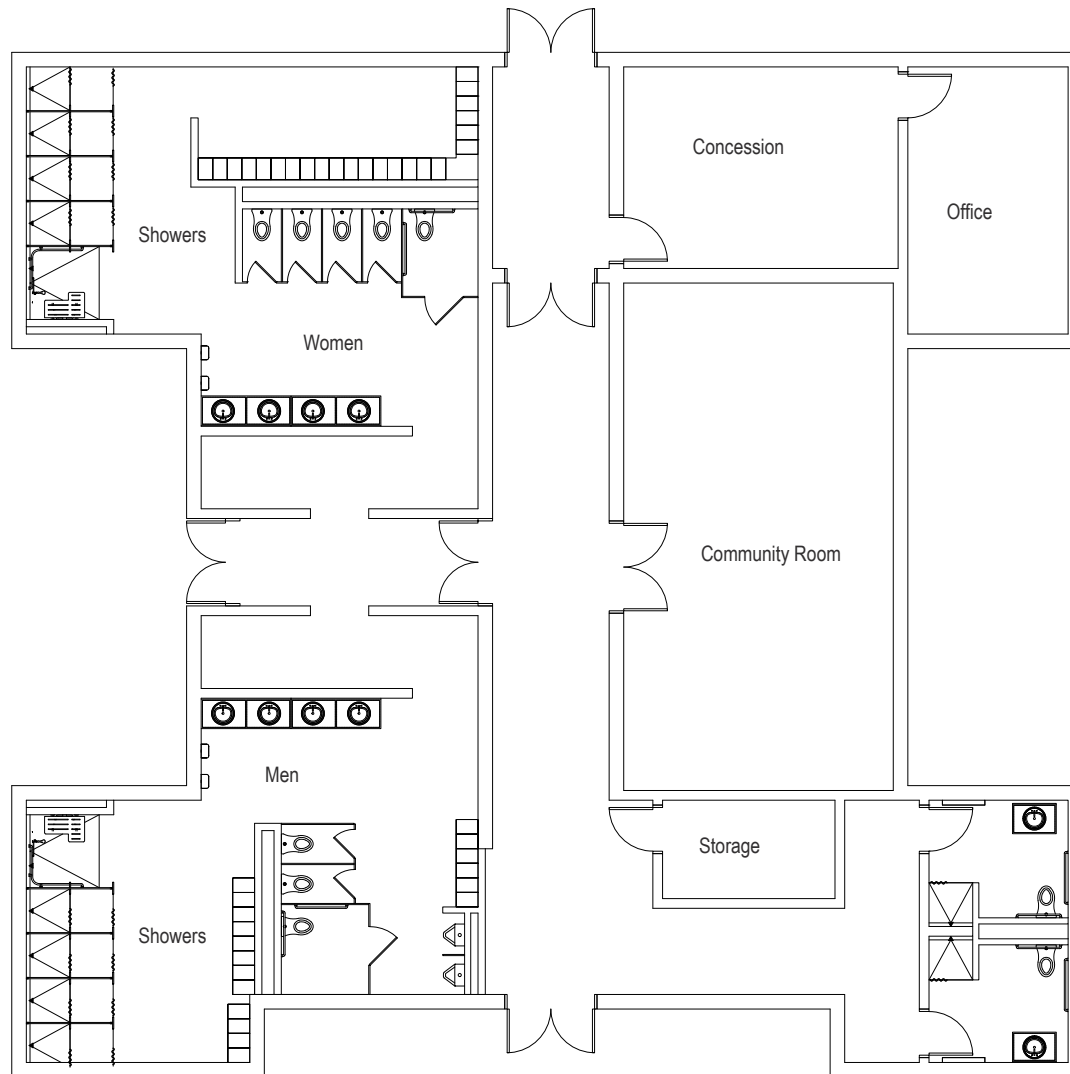 Concession
Office
Showers
Women
Community Room
Men
Storage
Showers